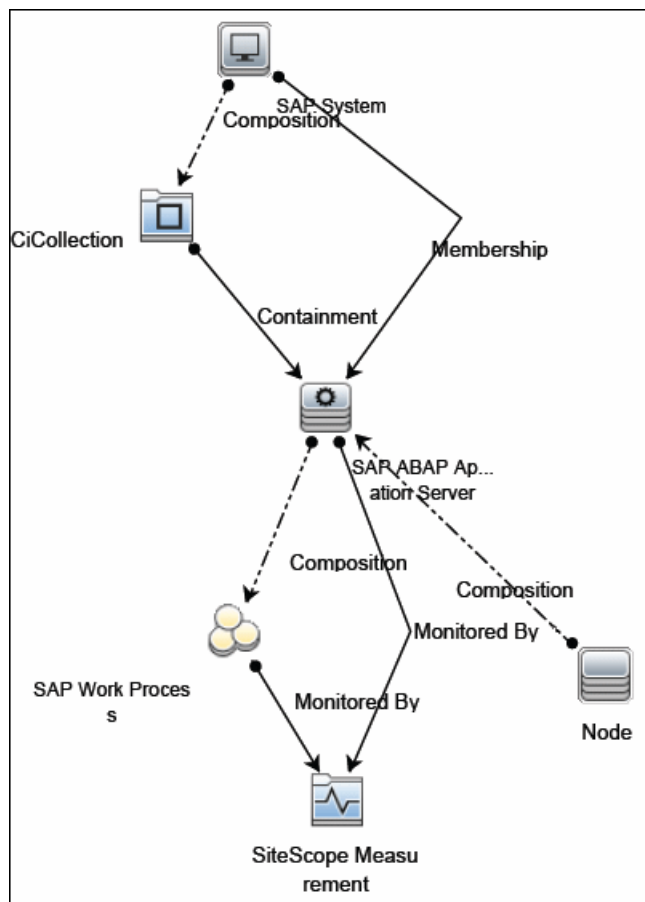 SAP System
Composition
CiCollection
Membership
Containment
SAP ABAP Ap...
ation Server
Composition
Composition
Monitored By
SAP Work Proces
s
Monitored By
Node
SiteScope Measu
rement